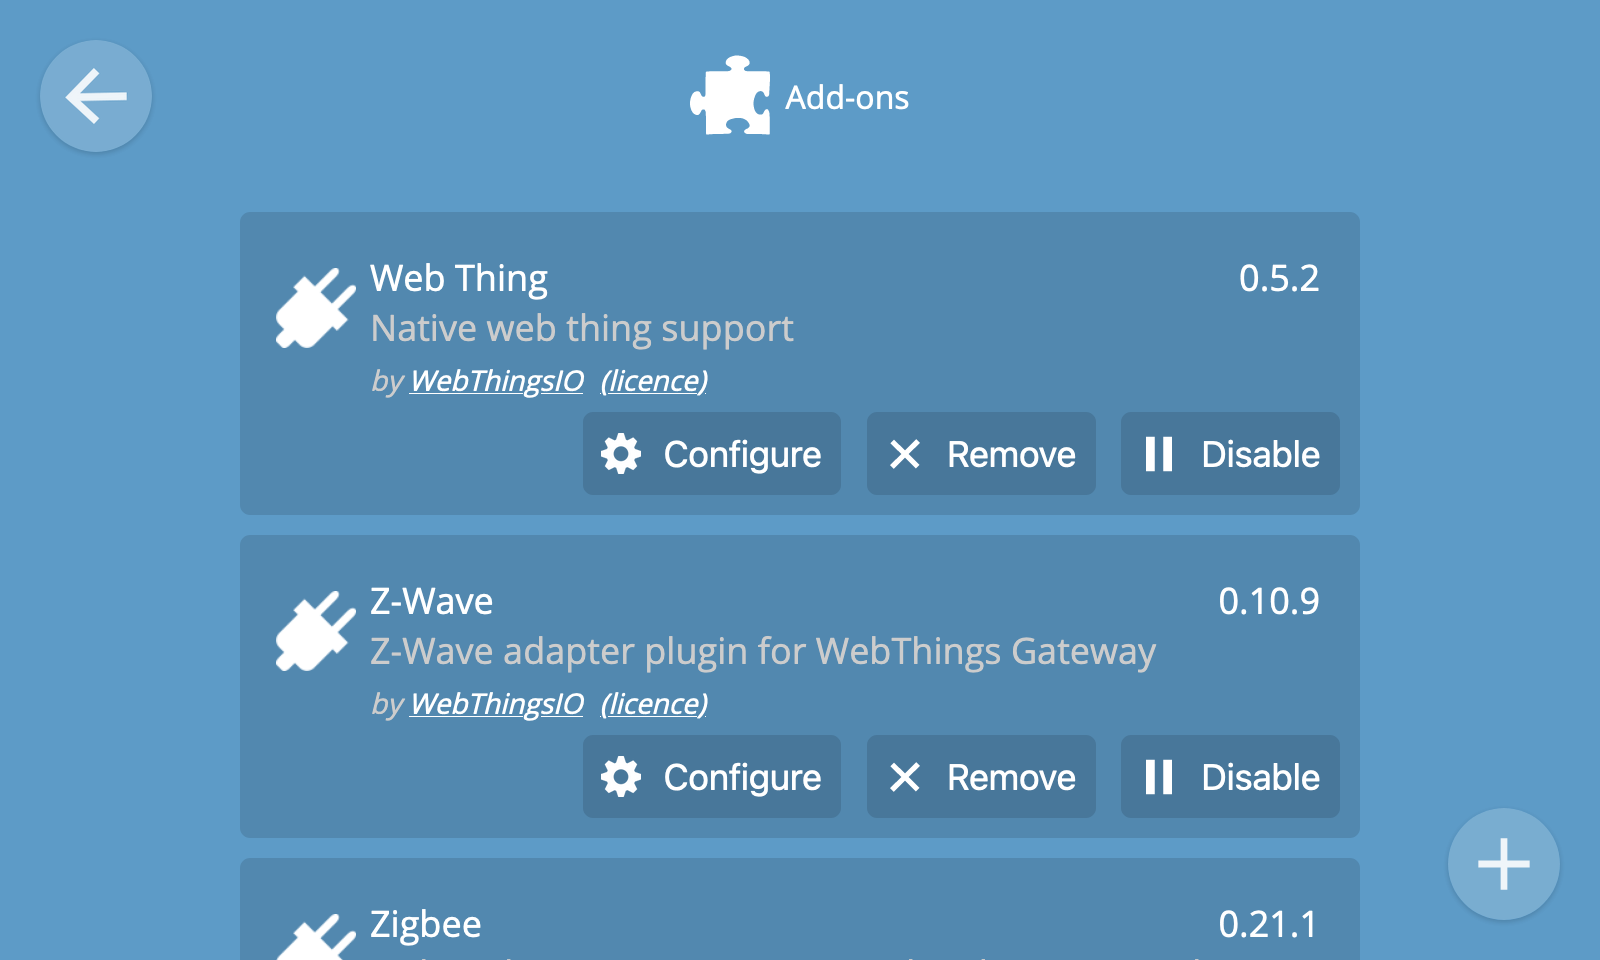 Add-ons
Web Thing 0.5.2
Native web thing support
by WebThingsIO (licence)
Configure Remove Disable
Z-Wave 0.10.9
Z-Wave adapter plugin for WebThings Gateway
by WebThingsIO (licence)
Configure Remove Disable
Zigbee 0.21.1